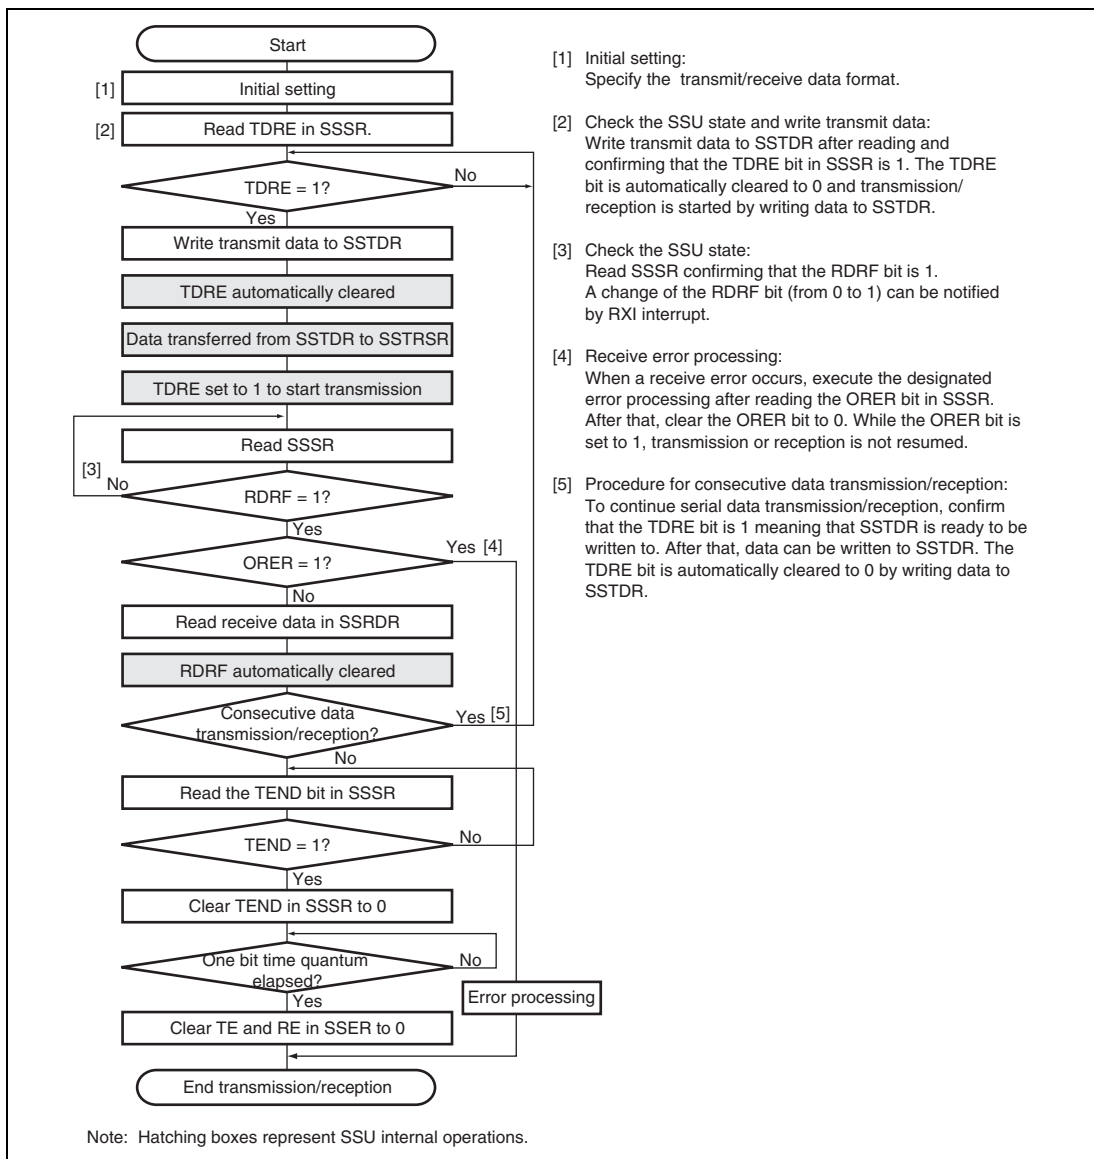 Start
[1] Initial setting
[2] Read TDRE in SSSR.
TDRE = 1?
No
Yes
Write transmit data to SSTDR
TDRE automatically cleared
Data transferred from SSTDR to SSTRSR
TDRE set to 1 to start transmission
Read SSSR
[3]
No
RDRF = 1?
Yes
ORER = 1?
Yes [4]
No
Read receive data in SSRDR
RDRF automatically cleared
Consecutive data
transmission/reception?
Yes [5]
No
Read the TEND bit in SSSR
TEND = 1?
No
Yes
Clear TEND in SSSR to 0
One bit time quantum
elapsed?
No
Yes
Error processing
Clear TE and RE in SSER to 0
End transmission/reception
[1] Initial setting:
Specify the transmit/receive data format.
[2] Check the SSU state and write transmit data:
Write transmit data to SSTDR after reading and
confirming that the TDRE bit in SSSR is 1. The TDRE
bit is automatically cleared to 0 and transmission/
reception is started by writing data to SSTDR.
[3] Check the SSU state:
Read SSSR confirming that the RDRF bit is 1.
A change of the RDRF bit (from 0 to 1) can be notified
by RXI interrupt.
[4] Receive error processing:
When a receive error occurs, execute the designated
error processing after reading the ORER bit in SSSR.
After that, clear the ORER bit to 0. While the ORER bit is
set to 1, transmission or reception is not resumed.
[5] Procedure for consecutive data transmission/reception:
To continue serial data transmission/reception, confirm
that the TDRE bit is 1 meaning that SSTDR is ready to be
written to. After that, data can be written to SSTDR. The
TDRE bit is automatically cleared to 0 by writing data to
SSTDR.
Note: Hatching boxes represent SSU internal operations.